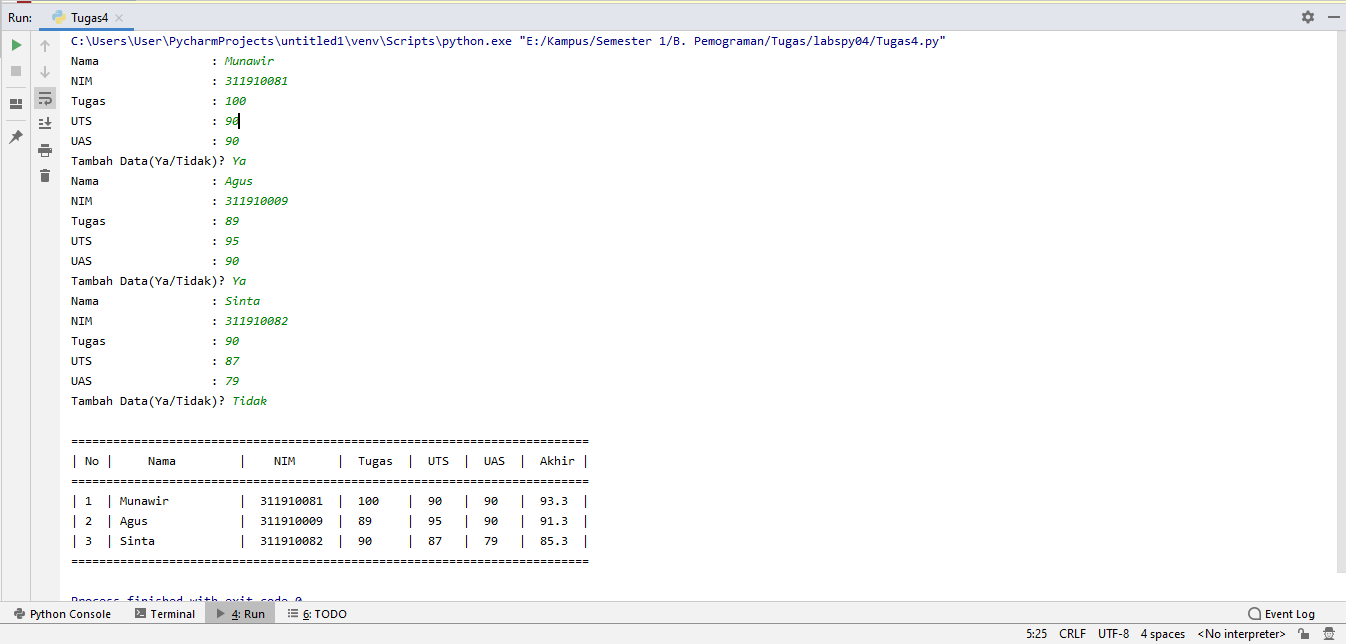 Run: Tugas4
C:\Users\User\PycharmProjects\untitled1\venv\Scripts\python.exe "E:/Kampus/Semester 1/B. Pemograman/Tugas/labspy04/Tugas4.py"
Nama : Munawir
NIM : 311910081
Tugas : 100
UTS : 90
UAS : 90
Tambah Data(Ya/Tidak)? Ya
Nama : Agus
NIM : 311910009
Tugas : 89
UTS : 95
UAS : 90
Tambah Data(Ya/Tidak)? Ya
Nama : Sinta
NIM : 311910082
Tugas : 90
UTS : 87
UAS : 79
Tambah Data(Ya/Tidak)? Tidak
==========================================================================
| No | Nama | NIM | Tugas | UTS | UAS | Akhir |
==========================================================================
| 1 | Munawir | 311910081 | 100 | 90 | 90 | 93.3 |
| 2 | Agus | 311910009 | 89 | 95 | 90 | 91.3 |
| 3 | Sinta | 311910082 | 90 | 87 | 79 | 85.3 |
==========================================================================
Process finished with exit code 0
Python Console Terminal 4: Run 6: TODO Event Log
5:25 CRLF UTF-8 4 spaces <No interpreter>